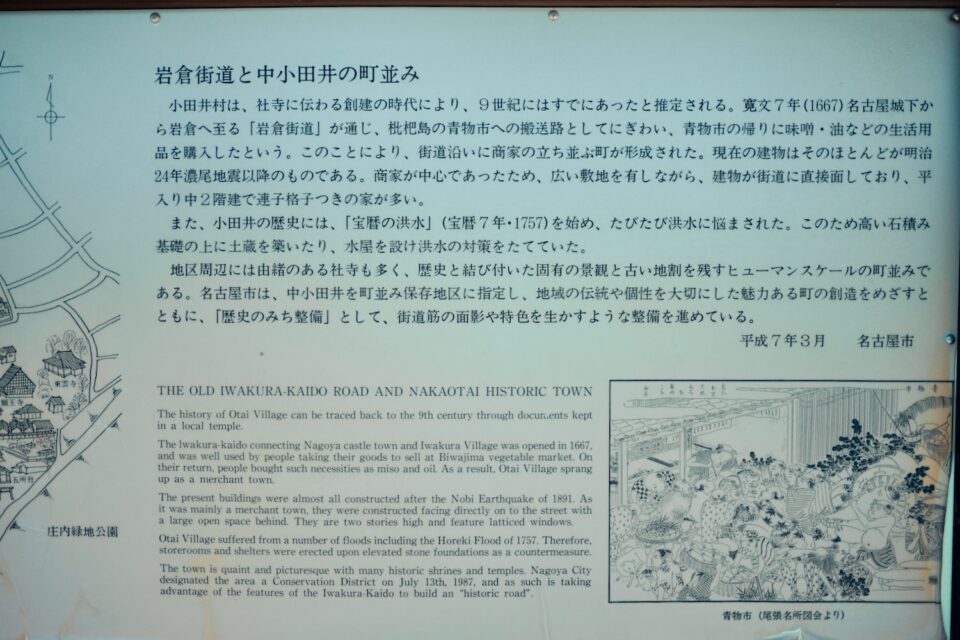 岩倉街道と中小田井の町並み
小田井村は、社寺に伝わる創建の時代により、9世紀にはすでにあったと推定される。寛文7年(1667)名古屋城下か
ら岩倉へ至る「岩倉街道」が通じ、枇杷島の青物市への搬送路としてにぎわい、青物市の帰りに味噌・油などの生活用
品を購入したという。このことにより、街道沿いに商家の立ち並ぶ町が形成された。現在の建物はそのほとんどが明治
24年濃尾地震以降のものである。商家が中心であったため、広い敷地を有しながら、建物が街道に直接面しており、平
入り中2階建で連子格子つきの家が多い。
また、小田井の歴史には、「宝暦の洪水」(宝暦7年・1757)を始め、たびたび洪水に悩まされた。このため高い石積み
基礎の上に土蔵を築いたり、水屋を設け洪水の対策をたてていた。
地区周辺には由緒のある社寺も多く、歴史と結び付いた固有の景観と古い地割を残すヒューマンスケールの町並みで
ある。名古屋市は、中小田井を町並み保存地区に指定し、地域の伝統や個性を大切にした魅力ある町の創造をめざすと
ともに、「歴史のみち整備」として、街道筋の面影や特色を生かすような整備を進めている。
平成7年3月　名古屋市
THE OLD IWAKURA-KAIDO ROAD AND NAKAOTAI HISTORIC TOWN
The history of Otai Village can be traced back to the 9th century through documents kept
in a local temple.
The Iwakura-kaido connecting Nagoya castle town and Iwakura Village was opened in 1667,
and was well used by people taking their goods to sell at Biwajima vegetable market. On
their return, people bought such necessities as miso and oil. As a result, Otai Village sprang
up as a merchant town.
The present buildings were almost all constructed after the Nobi Earthquake of 1891. As
it was mainly a merchant town, they were constructed facing directly on to the street with
a large open space behind. They are two stories high and feature latticed windows.
Otai Village suffered from a number of floods including the Horeki Flood of 1757. Therefore,
storerooms and shelters were erected upon elevated stone foundations as a countermeasure.
The town is quaint and picturesque with many historic shrines and temples. Nagoya City
designated the area a Conservation District on July 13th, 1987, and as such is taking
advantage of the features of the Iwakura-Kaido to build an "historic road".
N
東雲寺
願王寺
五所社
庄内緑地公園
青物市
青物市（尾張名所図会より）